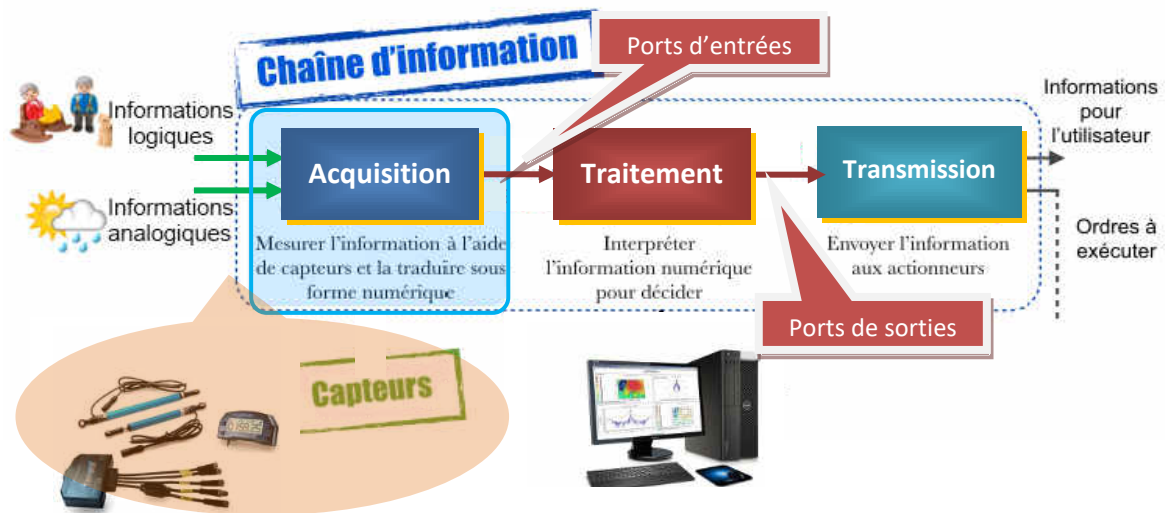 Chaîne d'information
Ports d'entrées
Informations
logiques
Informations
analogiques
Acquisition
Mesurer l'information à l'aide
de capteurs et la traduire sous
forme numérique
Traitement
Interpréter
l'information numérique
pour décider
Transmission
Envoyer l'information
aux actionneurs
Informations
pour
l'utilisateur
Ordres à
exécuter
Ports de sorties
Capteurs